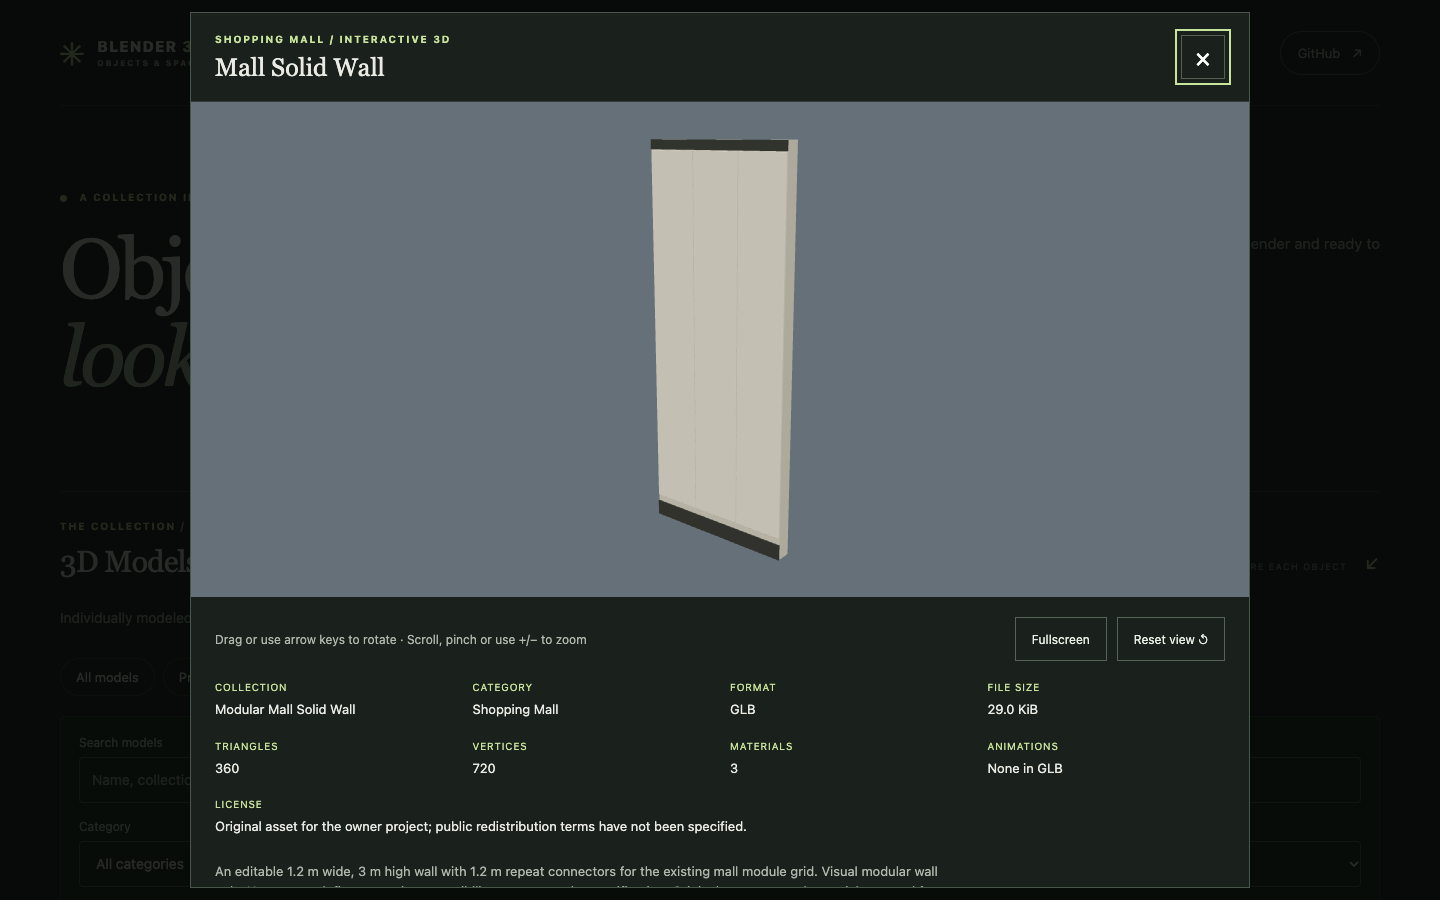 SHOPPING MALL / INTERACTIVE 3D
Mall Solid Wall
×
BLENDER 3
OBJECTS & SPA
GitHub ↗
A COLLECTION I
Obj
look
ender and ready to
THE COLLECTION /
3D Models
RE EACH OBJECT
Individually modeled
All models
Search models
Name, collectio
Category
All categories
Drag or use arrow keys to rotate · Scroll, pinch or use +/− to zoom
Fullscreen
Reset view ↺
COLLECTION
Modular Mall Solid Wall
CATEGORY
Shopping Mall
FORMAT
GLB
FILE SIZE
29.0 KiB
TRIANGLES
360
VERTICES
720
MATERIALS
3
ANIMATIONS
None in GLB
LICENSE
Original asset for the owner project; public redistribution terms have not been specified.
An editable 1.2 m wide, 3 m high wall with 1.2 m repeat connectors for the existing mall module grid. Visual modular wall